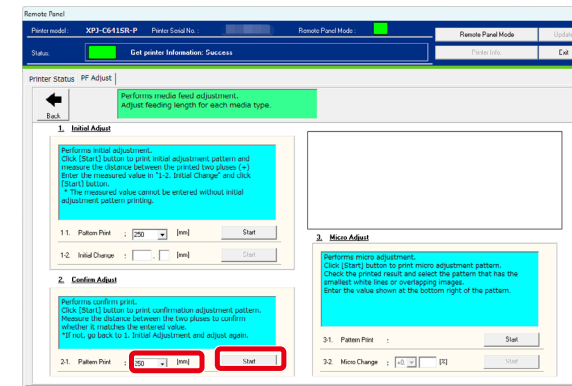 Remote Panel
Printer model : XPJ-C641SR-P Printer Serial No. : Remote Panel Mode :
Remote Panel Mode Update
Status: Get printer Information: Success
Printer Info. Exit
Printer Status PF Adjust
Back
Performs media feed adjustment.
Adjust feeding length for each media type.
1. Initial Adjust
Performs initial adjustment.
Click [Start] button to print initial adjustment pattern and
measure the distance between the printed two pluses (+)
Enter the measured value in "1-2. Initial Change" and click
[Start] button.
* The measured value cannot be entered without initial
adjustment pattern printing.
1-1. Pattern Print : 250 [mm] Start
1-2. Initial Change : . [mm] Start
2. Confirm Adjust
Performs confirm print.
Click [Start] button to print confirmation adjustment pattern.
Measure the distance between the two pluses to confirm
whether it matches the entered value.
*If not, go back to 1. Initial Adjustment and adjust again.
2-1. Pattern Print : 250 [mm] Start
3. Micro Adjust
Performs micro adjustment.
Click [Start] button to print micro adjustment pattern.
Check the printed result and select the pattern that has the
smallest white lines or overlapping
images.
Enter the value shown at the bottom right of the pattern.
3-1. Pattern Print : Start
3-2. Micro Change : +0. [%] Start